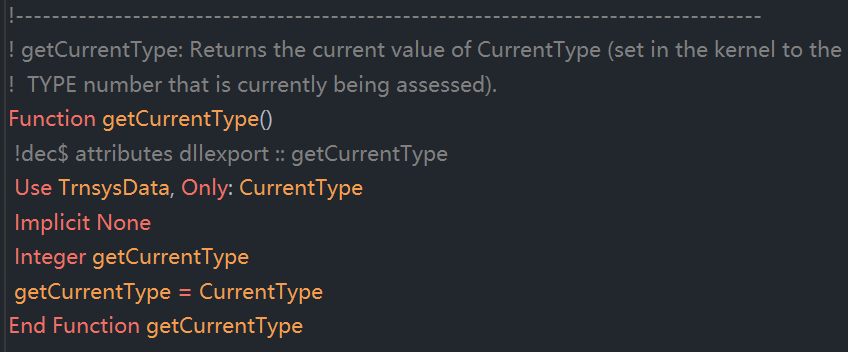 !-----------------------------------------------------------------------------------
! getCurrentType: Returns the current value of CurrentType (set in the kernel to the
!  TYPE number that is currently being assessed).
Function getCurrentType()
 !dec$ attributes dllexport :: getCurrentType
 Use TrnsysData, Only: CurrentType
 Implicit None
 Integer getCurrentType
 getCurrentType = CurrentType
End Function getCurrentType